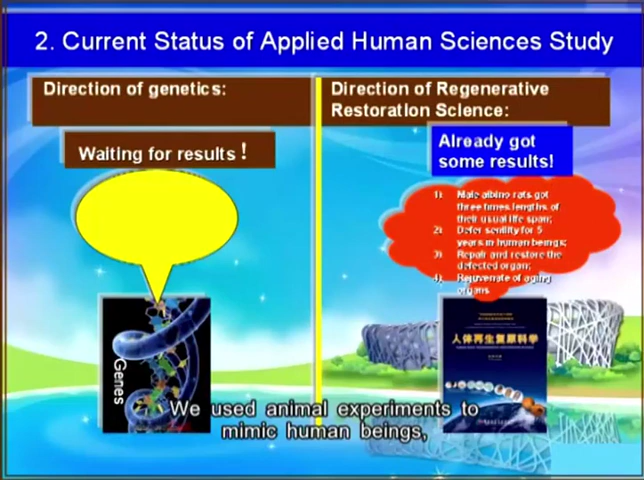 2. Current Status of Applied Human Sciences Study
Direction of genetics:
Waiting for results !
Genes
Direction of Regenerative
Restoration Science:
Already got
some results!
1) Male albino rats got
three times lengths of
their usual life span;
2) Defer senility for 5
years in human beings;
3) Repair and restore the
defected organ;
4) Rejuvenate of aging
organs
人体再生复原科学
We used animal experiments to
mimic human beings,